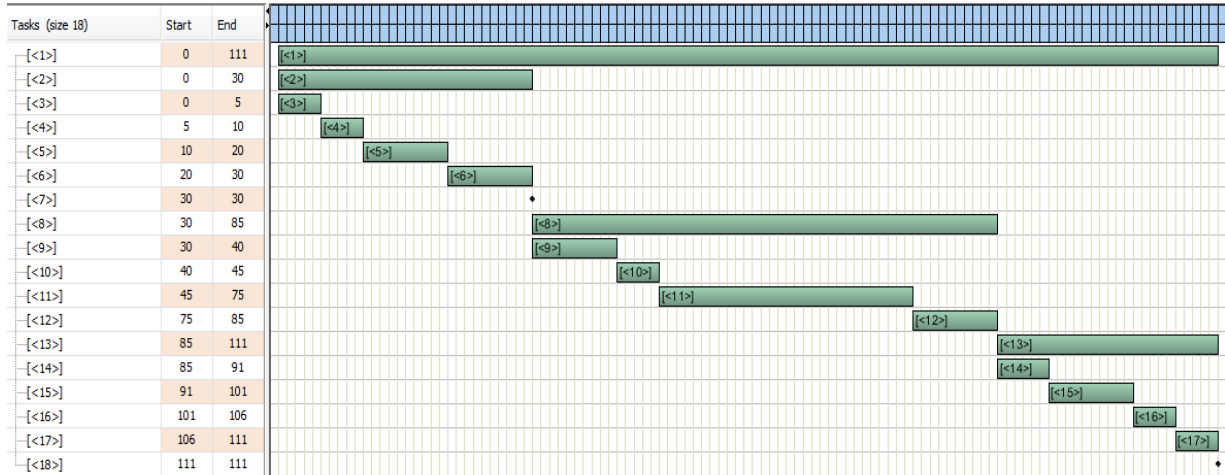 Tasks (size 18) Start End
[<1>] 0 111 [<1>]
[<2>] 0 30 [<2>]
[<3>] 0 5 [<3>]
[<4>] 5 10 [<4>]
[<5>] 10 20 [<5>]
[<6>] 20 30 [<6>]
[<7>] 30 30
[<8>] 30 85 [<8>]
[<9>] 30 40 [<9>]
[<10>] 40 45 [<10>]
[<11>] 45 75 [<11>]
[<12>] 75 85 [<12>]
[<13>] 85 111 [<13>]
[<14>] 85 91 [<14>]
[<15>] 91 101 [<15>]
[<16>] 101 106 [<16>]
[<17>] 106 111 [<17>]
[<18>] 111 111